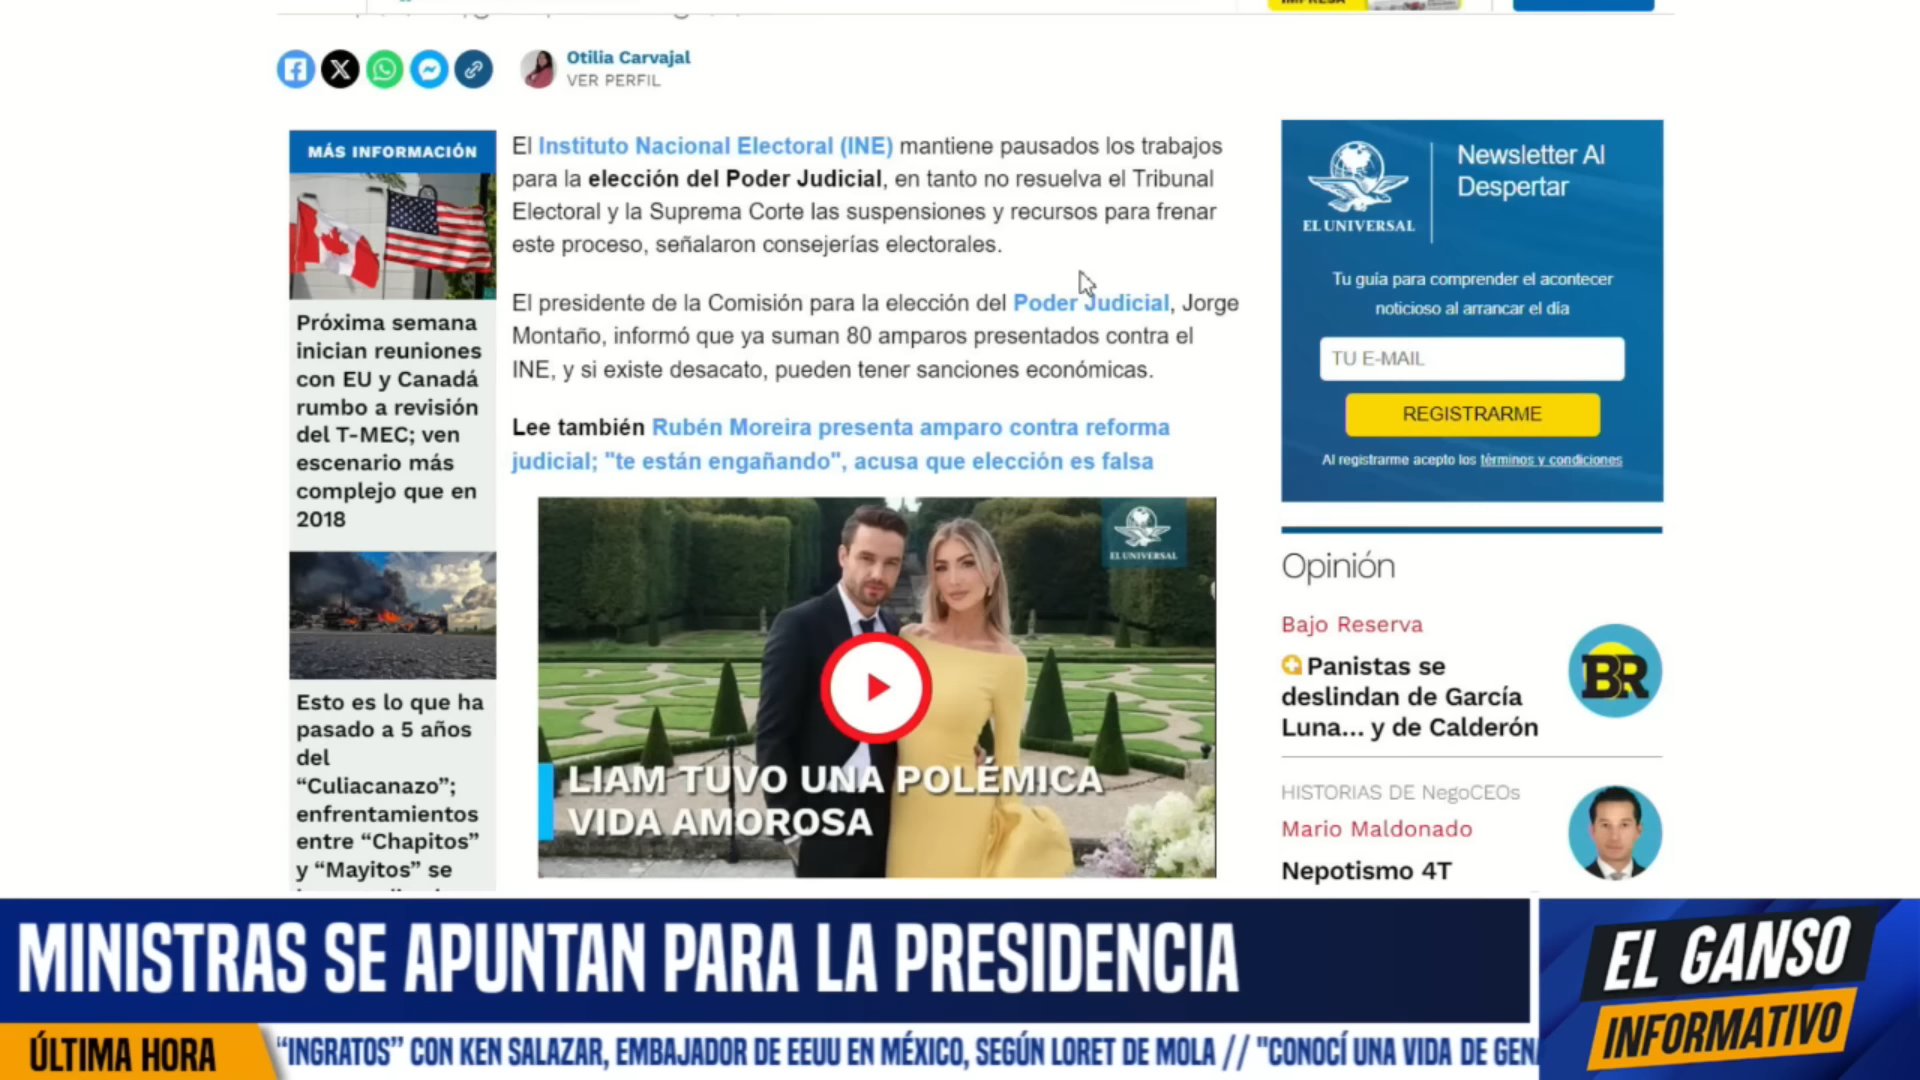 IMPRESA
Otilia Carvajal
VER PERFIL
MÁS INFORMACIÓN
Próxima semana
inician reuniones
con EU y Canadá
rumbo a revisión
del T-MEC; ven
escenario más
complejo que en
2018
Esto es lo que ha
pasado a 5 años
del
“Culiacanazo”;
enfrentamientos
entre “Chapitos”
y “Mayitos” se
El Instituto Nacional Electoral (INE) mantiene pausados los trabajos
para la elección del Poder Judicial, en tanto no resuelva el Tribunal
Electoral y la Suprema Corte las suspensiones y recursos para frenar
este proceso, señalaron consejerías electorales.
El presidente de la Comisión para la elección del Poder Judicial, Jorge
Montaño, informó que ya suman 80 amparos presentados contra el
INE, y si existe desacato, pueden tener sanciones económicas.
Lee también Rubén Moreira presenta amparo contra reforma
judicial; "te están engañando", acusa que elección es falsa
EL UNIVERSAL
LIAM TUVO UNA POLÉMICA
VIDA AMOROSA
EL UNIVERSAL
Newsletter Al
Despertar
Tu guía para comprender el acontecer
noticioso al arrancar el día
TU E-MAIL
REGISTRARME
Al registrarme acepto los términos y condiciones
Opinión
Bajo Reserva
Panistas se
deslindan de García
Luna... y de Calderón
BR
HISTORIAS DE NegoCEOs
Mario Maldonado
Nepotismo 4T
MINISTRAS SE APUNTAN PARA LA PRESIDENCIA
EL GANSO
INFORMATIVO
ÚLTIMA HORA
“INGRATOS” CON KEN SALAZAR, EMBAJADOR DE EEUU EN MÉXICO, SEGÚN LORET DE MOLA // "CONOCÍ UNA VIDA DE GEN